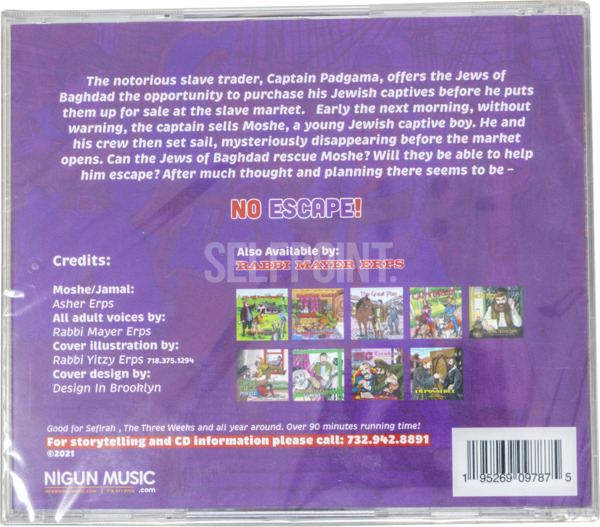 The notorious slave trader, Captain Padgama, offers the Jews of
Baghdad the opportunity to purchase his Jewish captives before he puts
them up for sale at the slave market. Early the next morning, without
warning, the captain sells Moshe, a young Jewish captive boy. He and
his crew then set sail, mysteriously disappearing before the market
opens. Can the Jews of Baghdad rescue Moshe? Will they be able to help
him escape? After much thought and planning there seems to be –
NO ESCAPE!
SELFPOINT.
Credits:
Moshe/Jamal:
Asher Erps
All adult voices by:
Rabbi Mayer Erps
Cover illustration by:
Rabbi Yitzy Erps 718.375.1294
Cover design by:
Design In Brooklyn
Also Available by:
RABBI MAYER ERPS
The Great Plan
IMPOSSIBLE
Good for Sefirah , The Three Weeks and all year around. Over 90 minutes running time!
For storytelling and CD information please call: 732.942.8891
©2021
NIGUN MUSIC
.com
1 95269 09787 5